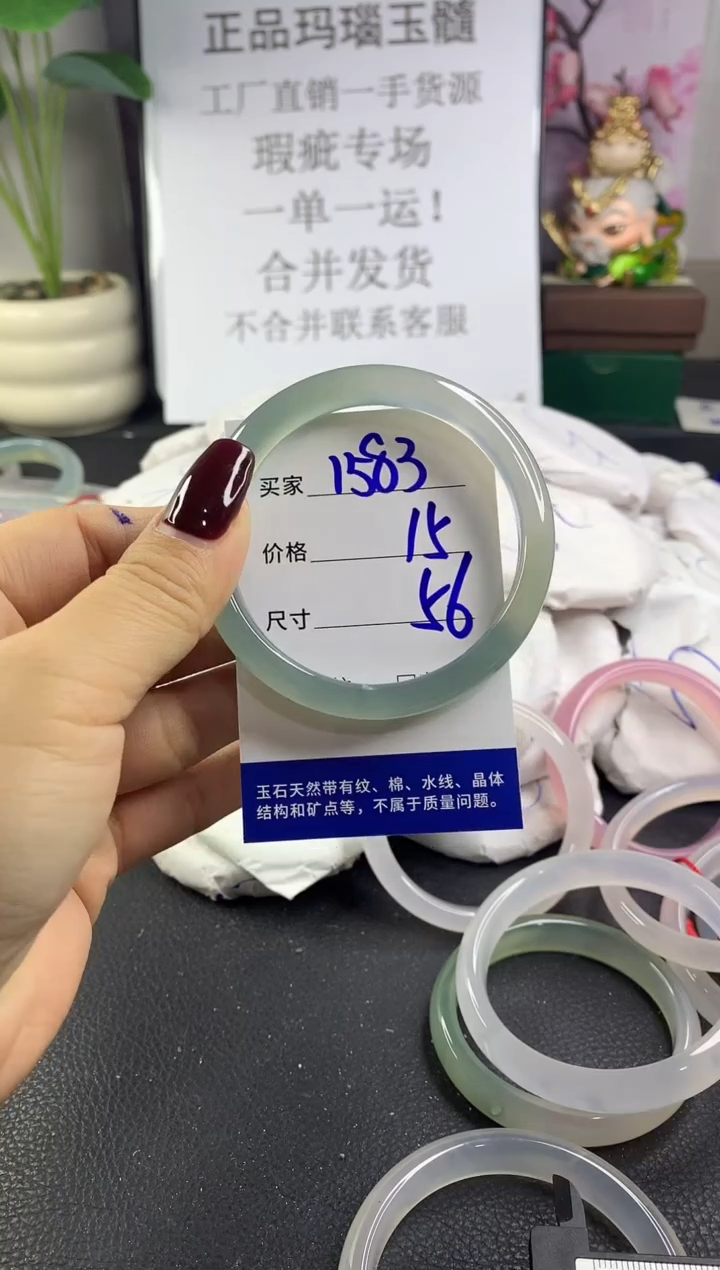 正品玛瑙玉髓
工厂直销一手货源
瑕疵专场
一单一运！
合并发货
不合并联系客服
买家 1583
价格 15
尺寸 56
玉石天然带有纹、棉、水线、晶体
结构和矿点等，不属于质量问题。